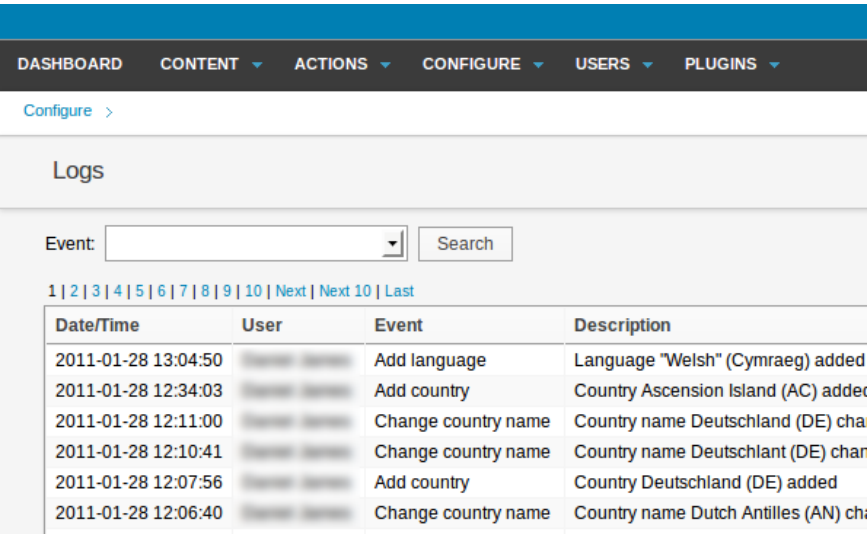 DASHBOARD CONTENT ACTIONS CONFIGURE USERS PLUGINS
Configure >
Logs
Event: Search
1 | 2 | 3 | 4 | 5 | 6 | 7 | 8 | 9 | 10 | Next | Next 10 | Last
Date/Time User Event Description
2011-01-28 13:04:50 Add language Language "Welsh" (Cymraeg) added
2011-01-28 12:34:03 Add country Country Ascension Island (AC) added
2011-01-28 12:11:00 Change country name Country name Deutschland (DE) cha
2011-01-28 12:10:41 Change country name Country name Deutschlant (DE) chan
2011-01-28 12:07:56 Add country Country Deutschland (DE) added
2011-01-28 12:06:40 Change country name Country name Dutch Antilles (AN) cha